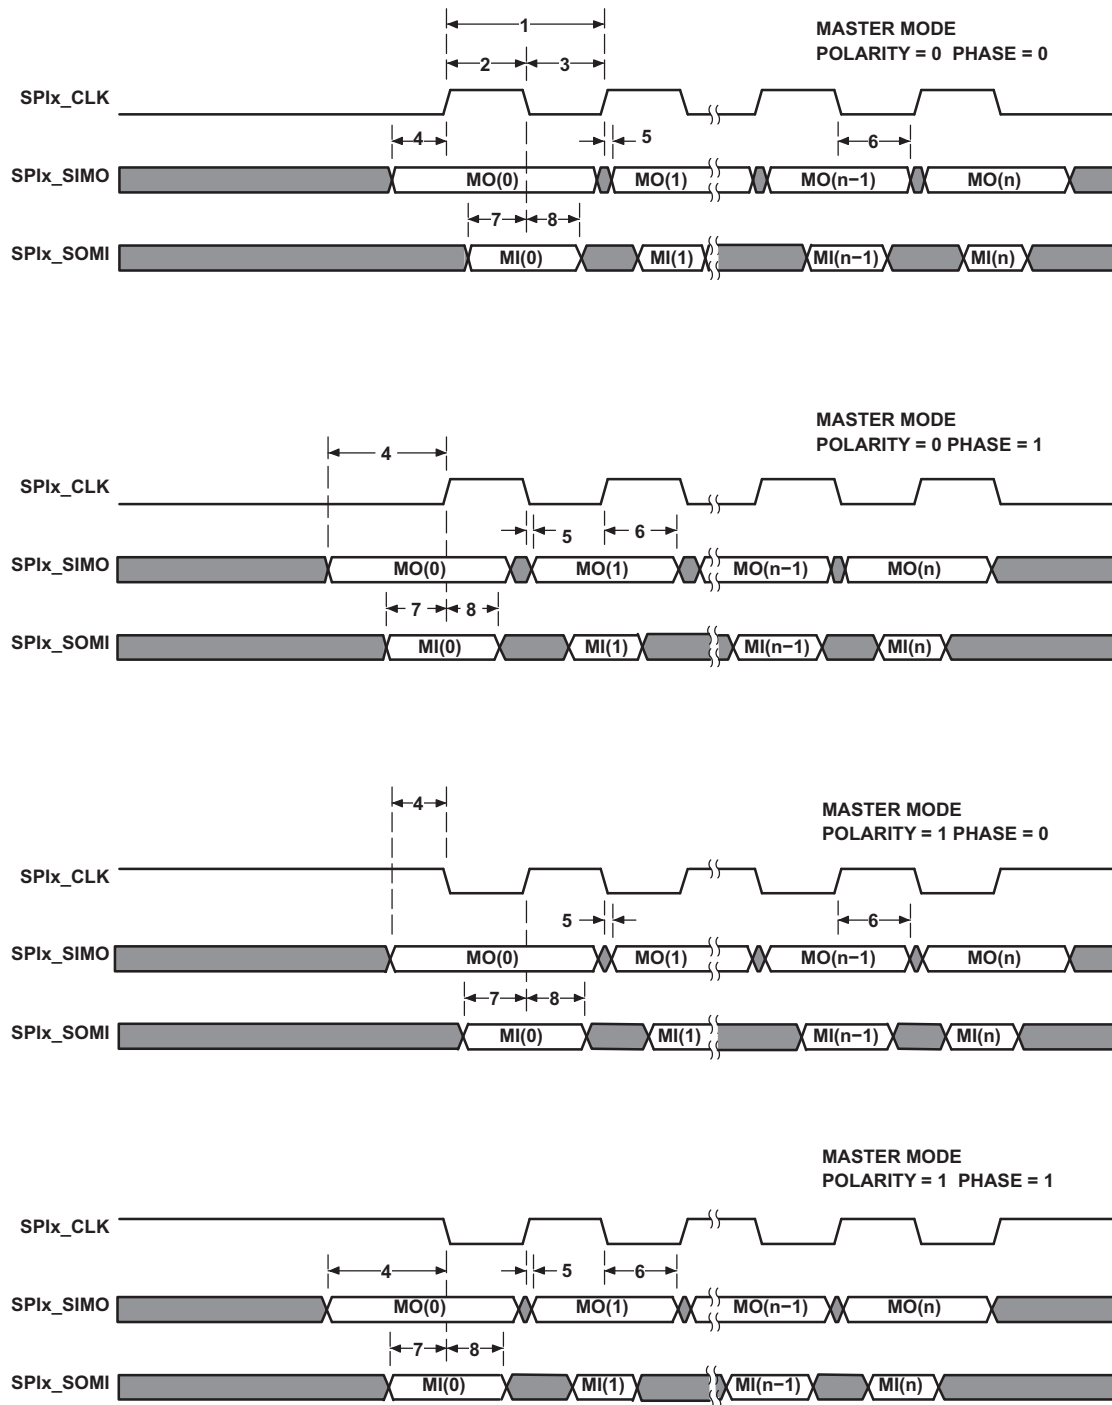 1
MASTER MODE
POLARITY = 0 PHASE = 0
2 3
SPIx_CLK
4 5 6
SPIx_SIMO MO(0) MO(1) MO(n−1) MO(n)
7 8
SPIx_SOMI MI(0) MI(1) MI(n−1) MI(n)
MASTER MODE
POLARITY = 0 PHASE = 1
4
SPIx_CLK
5 6
SPIx_SIMO MO(0) MO(1) MO(n−1) MO(n)
7 8
SPIx_SOMI MI(0) MI(1) MI(n−1) MI(n)
4
MASTER MODE
POLARITY = 1 PHASE = 0
SPIx_CLK
5 6
SPIx_SIMO MO(0) MO(1) MO(n−1) MO(n)
7 8
SPIx_SOMI MI(0) MI(1) MI(n−1) MI(n)
MASTER MODE
POLARITY = 1 PHASE = 1
SPIx_CLK
4 5 6
SPIx_SIMO MO(0) MO(1) MO(n−1) MO(n)
7 8
SPIx_SOMI MI(0) MI(1) MI(n−1) MI(n)